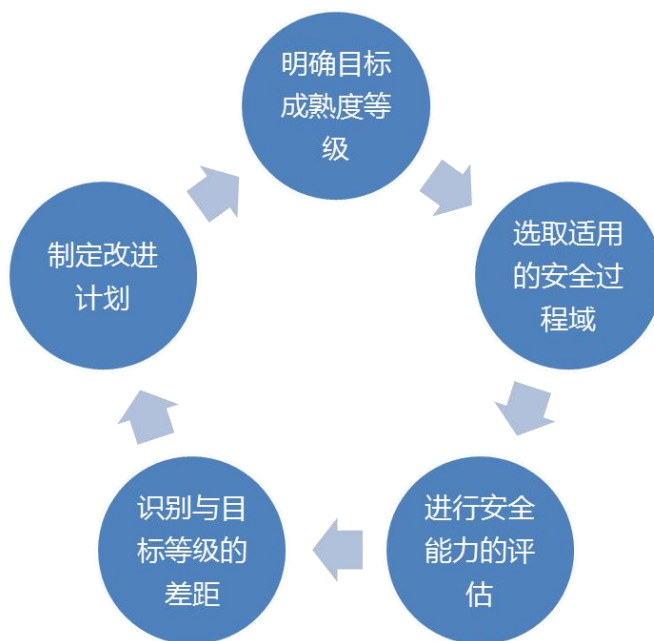 明确目标
成熟度等
级
选取适用
的安全过
程域
进行安全
能力的评
估
识别与目
标等级的
差距
制定改进
计划